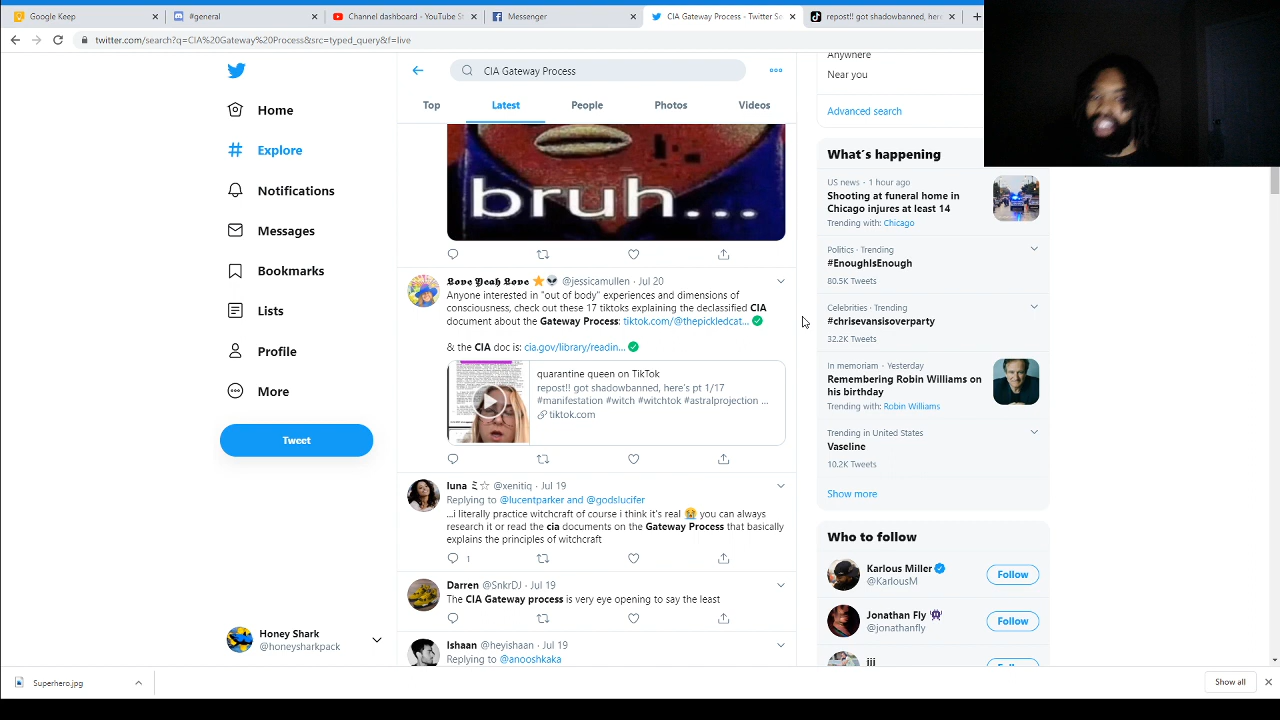 Google Keep
#general
Channel dashboard - YouTube St
Messenger
CIA Gateway Process - Twitter Se
repost!! got shadowbanned, here
twitter.com/search?q=CIA%20Gateway%20Process&src=typed_query&f=live
CIA Gateway Process
Top
Latest
People
Photos
Videos
Home
Explore
Notifications
Messages
Bookmarks
Lists
Profile
More
Tweet
Honey Shark
@honeysharkpack
bruh...
Love Yeah Love ⭐👽 @jessicamullen · Jul 20
Anyone interested in "out of body" experiences and dimensions of
consciousness, check out these 17 tiktoks explaining the declassified CIA
document about the Gateway Process: tiktok.com/@thepickledcat...
& the CIA doc is: cia.gov/library/readin...
quarantine queen on TikTok
repost!! got shadowbanned, here's pt 1/17
#manifestation #witch #witchtok #astralprojection ...
tiktok.com
luna ミ☆ @xenitiq · Jul 19
Replying to @lucentparker and @godslucifer
...i literally practice witchcraft of course i think it's real 😭 you can always
research it or read the cia documents on the Gateway Process that basically
explains the principles of witchcraft
1
Darren @SnkrDJ · Jul 19
The CIA Gateway process is very eye opening to say the least
Ishaan @heyishaan · Jul 19
Replying to @anooshkaka
Anywhere
Near you
Advanced search
What's happening
US news · 1 hour ago
Shooting at funeral home in
Chicago injures at least 14
Trending with: Chicago
Politics · Trending
#EnoughIsEnough
80.5K Tweets
Celebrities · Trending
#chrisevansisoverparty
32.2K Tweets
In memoriam · Yesterday
Remembering Robin Williams on
his birthday
Trending with: Robin Williams
Trending in United States
Vaseline
10.2K Tweets
Show more
Who to follow
Karlous Miller
@KarlousM
Follow
Jonathan Fly 👾
@jonathanfly
Follow
jjj
Superhero.jpg
Show all